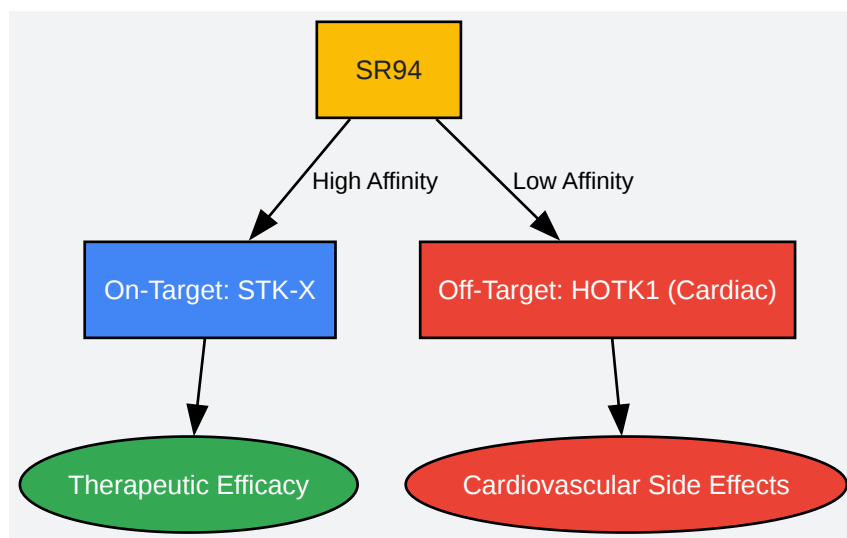 SR94
High Affinity
Low Affinity
On-Target: STK-X
Off-Target: HOTK1 (Cardiac)
Therapeutic Efficacy
Cardiovascular Side Effects